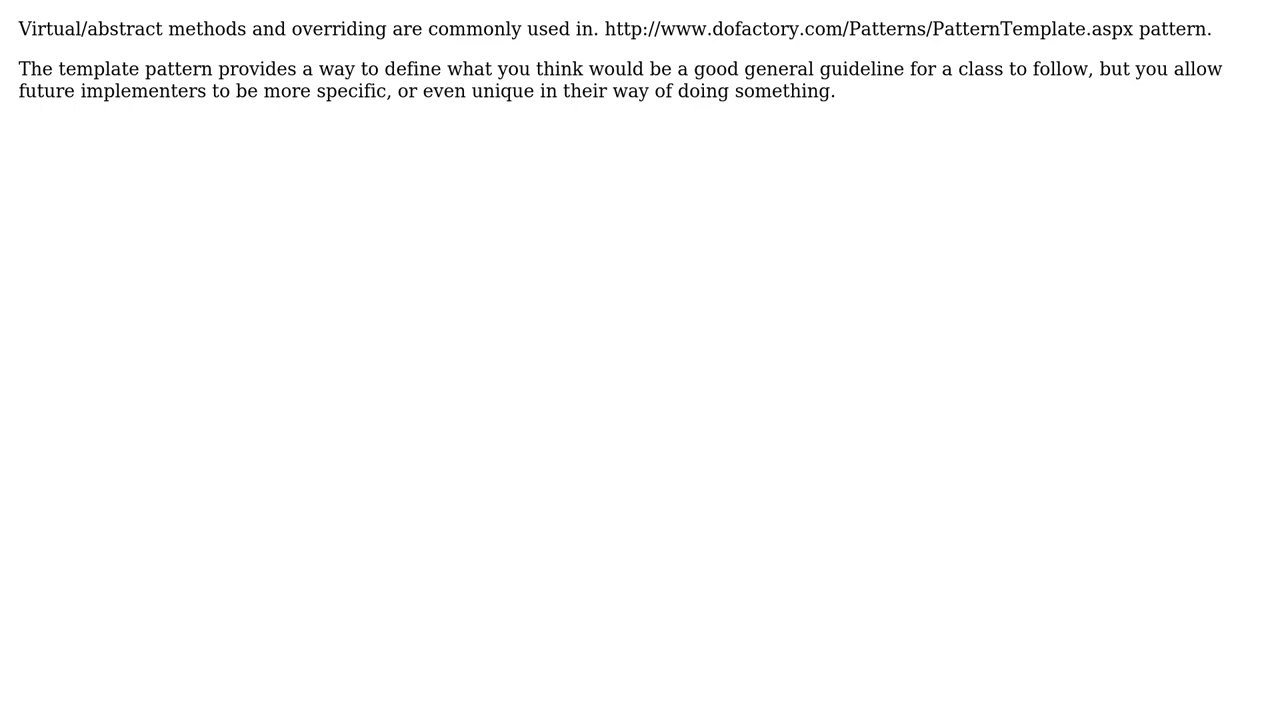 Virtual/abstract methods and overriding are commonly used in. http://www.dofactory.com/Patterns/PatternTemplate.aspx pattern.
The template pattern provides a way to define what you think would be a good general guideline for a class to follow, but you allow
future implementers to be more specific, or even unique in their way of doing something.